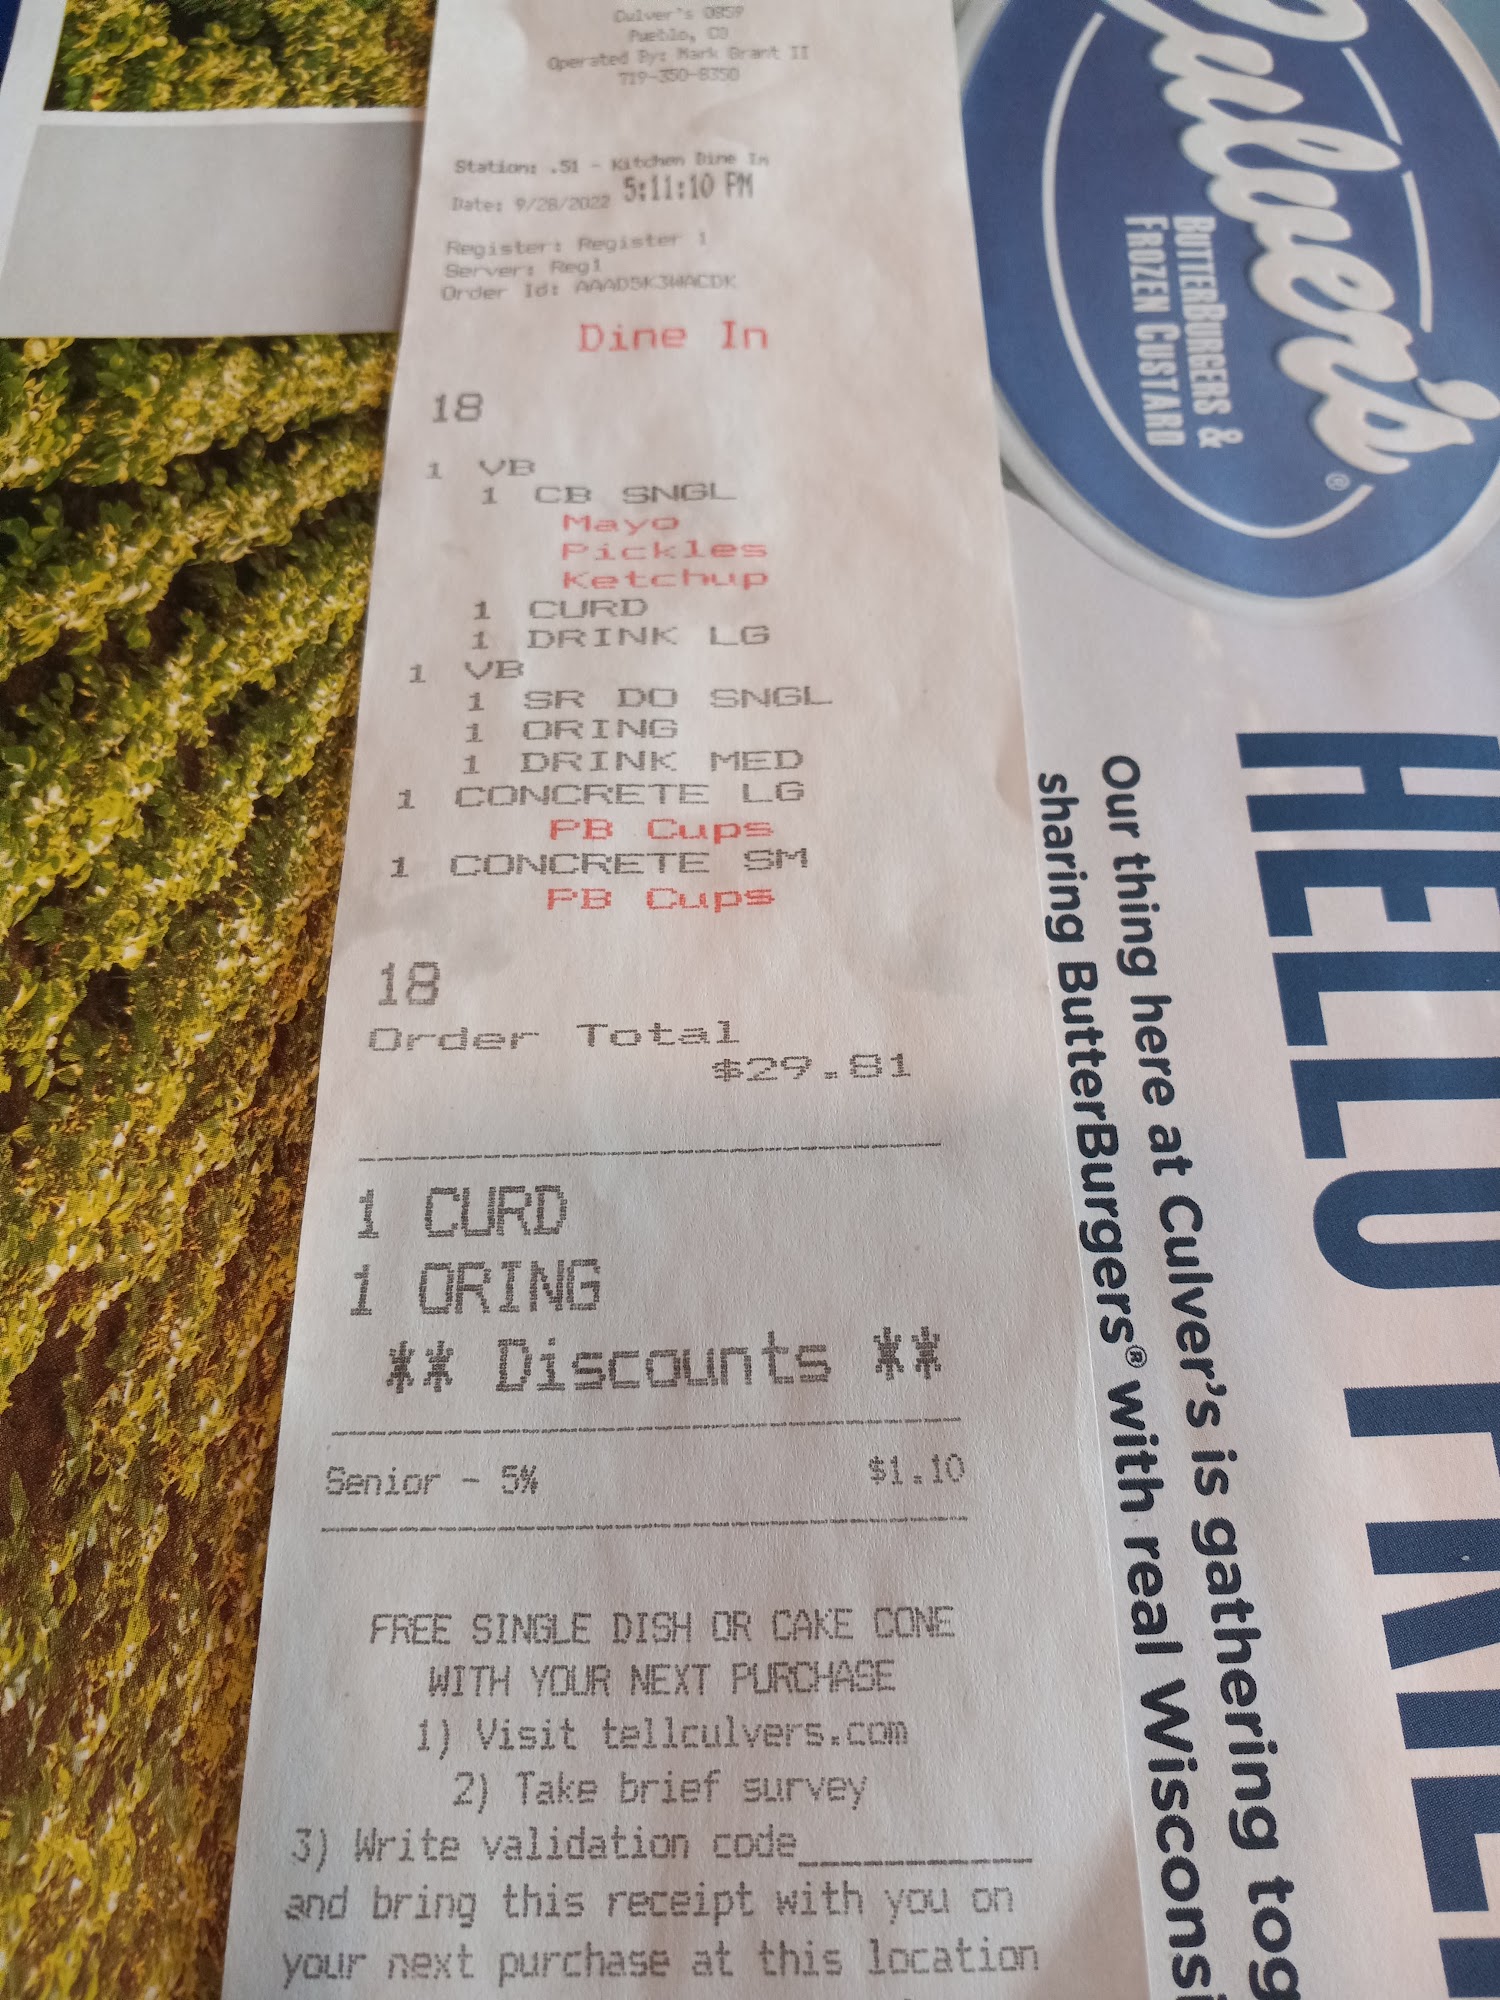 Culver's 0859
Pueblo, CO
Operated By: Mark Brant II
719-350-8350
Station: .51 - Kitchen Dine In
Date: 9/28/2022 5:11:10 PM
Register: Register 1
Server: Reg1
Order Id: AAAD5K3WACDK
Dine In
18
1 VB
1 CB SNGL
Mayo
Pickles
Ketchup
1 CURD
1 DRINK LG
1 VB
1 SR DO SNGL
1 ORING
1 DRINK MED
1 CONCRETE LG
PB Cups
1 CONCRETE SM
PB Cups
18
Order Total
$29.81
1 CURD
1 ORING
** Discounts **
Senior - 5% $1.10
FREE SINGLE DISH OR CAKE CONE
WITH YOUR NEXT PURCHASE
1) Visit tellculvers.com
2) Take brief survey
3) Write validation code____________
and bring this receipt with you on
your next purchase at this location
Culver's®
BUTTERBURGERS &
FROZEN CUSTARD
HELLO
Our thing here at Culver's is gathering tog
sharing ButterBurgers® with real Wisconsi